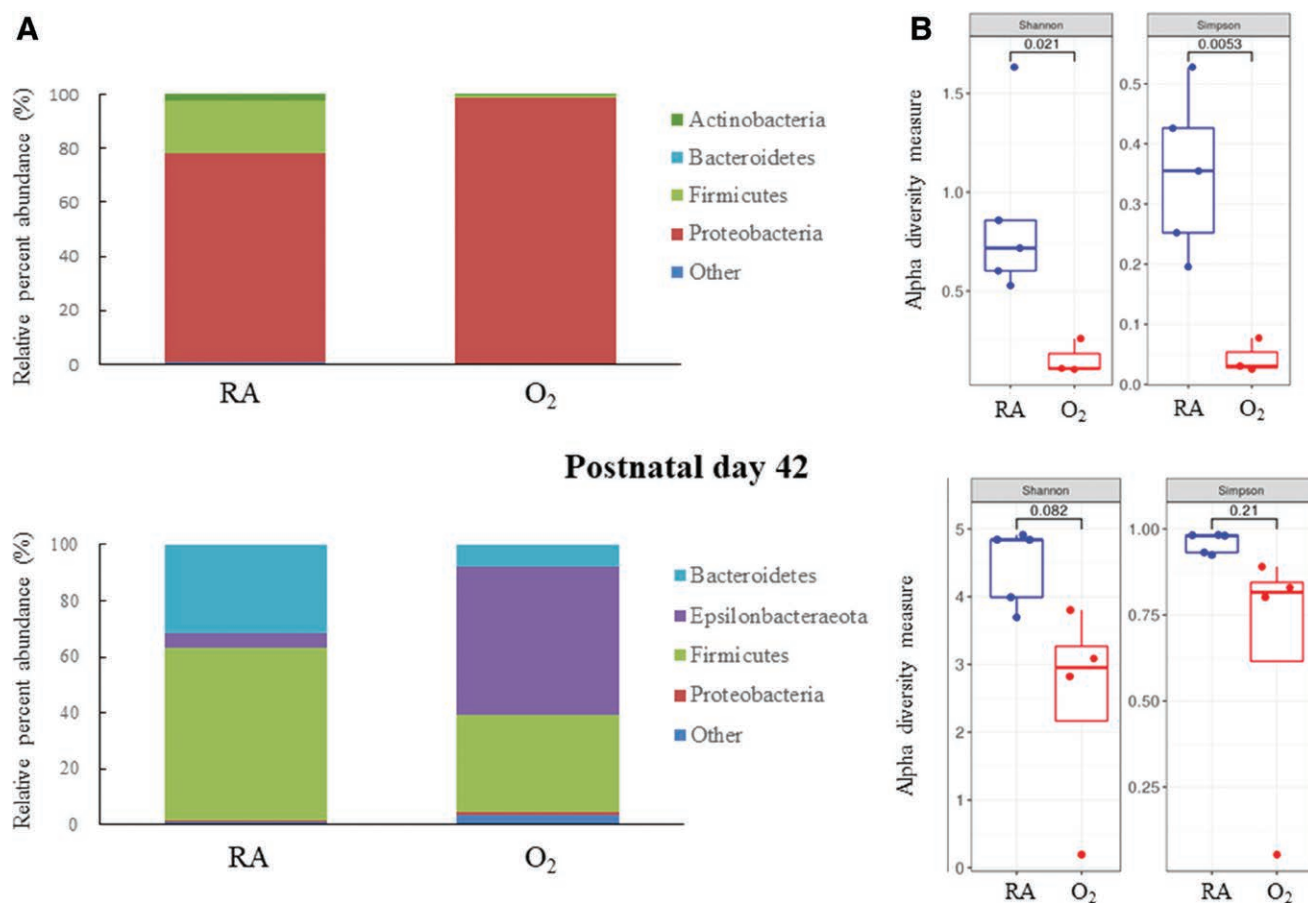 A
Relative percent abundance (%)
100
80
60
40
20
0
RA
O₂
Actinobacteria
Bacteroidetes
Firmicutes
Proteobacteria
Other
B
Alpha diversity measure
Shannon
0.021
1.5
1.0
0.5
RA
O₂
Simpson
0.0053
0.5
0.4
0.3
0.2
0.1
0.0
RA
O₂
Postnatal day 42
Relative percent abundance (%)
100
80
60
40
20
0
RA
O₂
Bacteroidetes
Epsilonbacteraeota
Firmicutes
Proteobacteria
Other
Alpha diversity measure
Shannon
0.082
5
4
3
2
1
0
RA
O₂
Simpson
0.21
1.00
0.75
0.50
0.25
RA
O₂